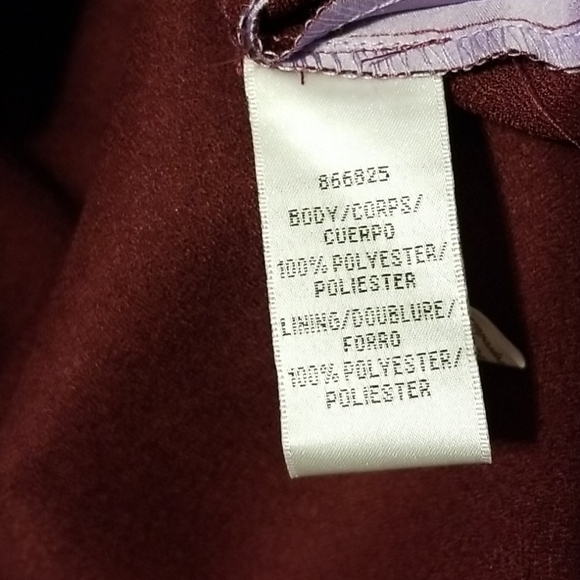 866825
BODY/CORPS/
CUERPO
100% POLYESTER/
POLIESTER
LINING/DOUBLURE/
FORRO
100% POLYESTER/
POLIESTER